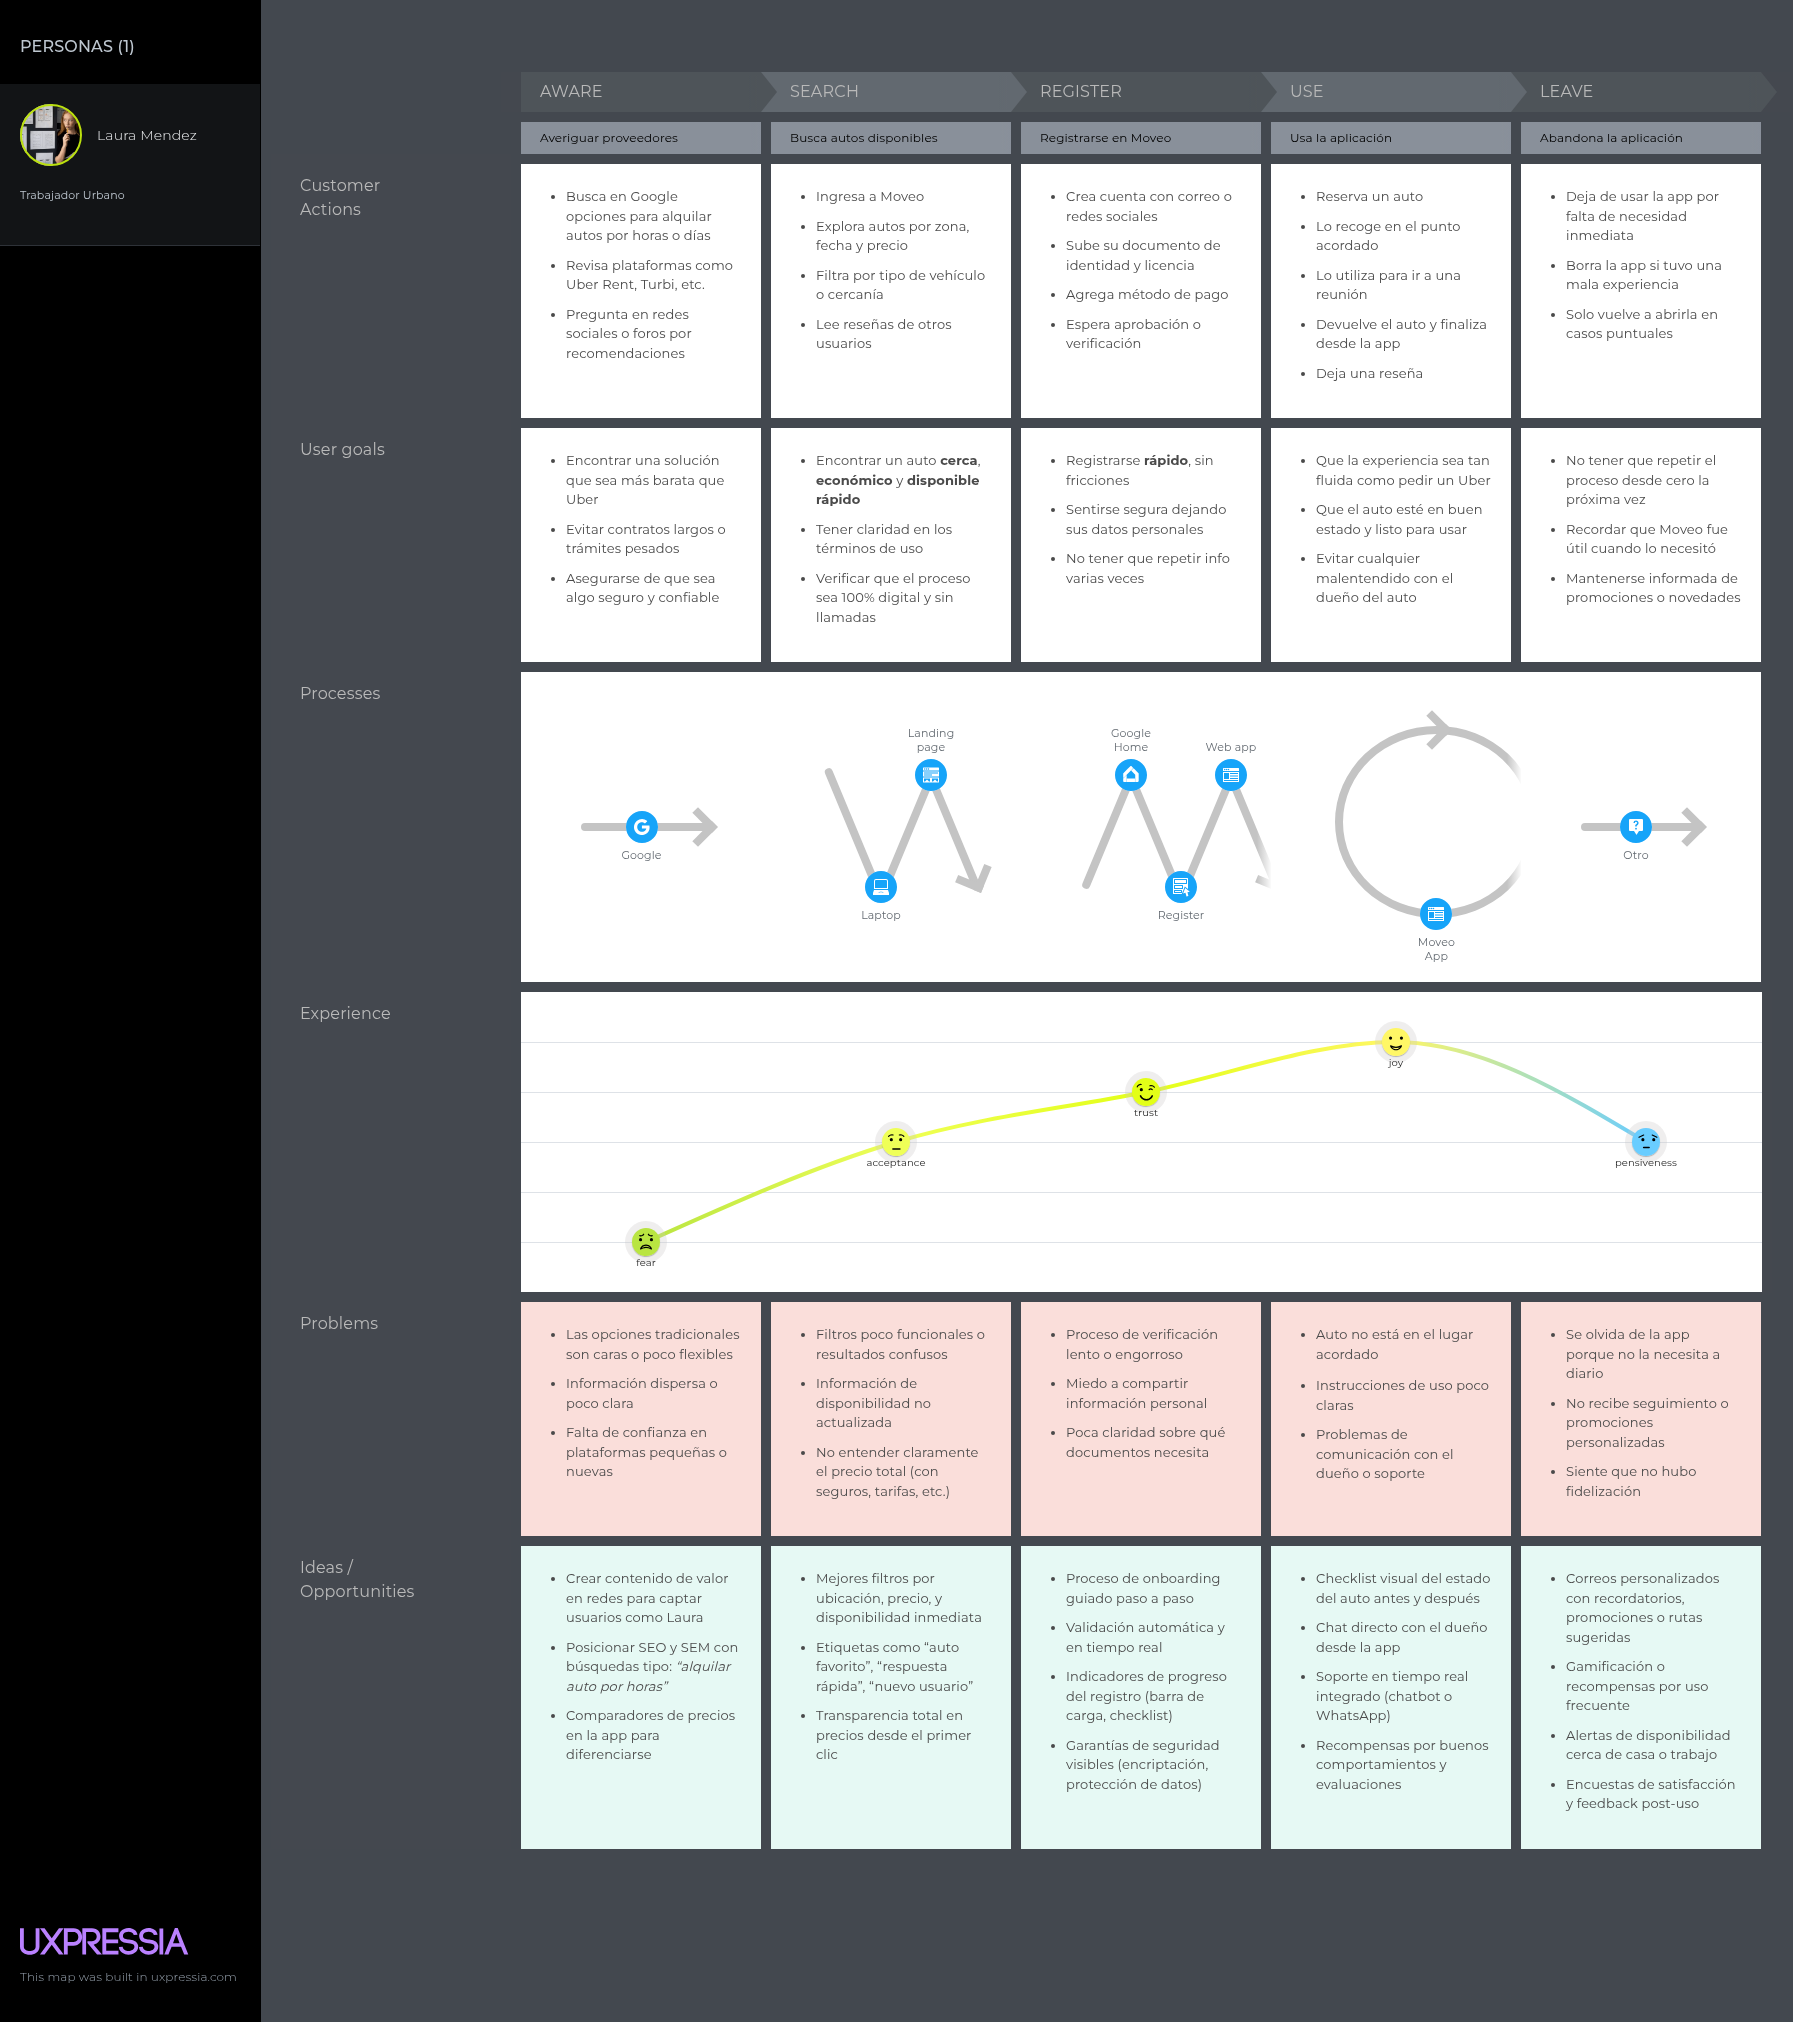 PERSONAS (1)
Laura Mendez
Trabajador Urbano
AWARE
SEARCH
REGISTER
USE
LEAVE
Averiguar proveedores
Busca autos disponibles
Registrarse en Moveo
Usa la aplicación
Abandona la aplicación
Customer
Actions
• Busca en Google
opciones para alquilar
autos por horas o días
• Revisa plataformas como
Uber Rent, Turbi, etc.
• Pregunta en redes
sociales o foros por
recomendaciones
• Ingresa a Moveo
• Explora autos por zona,
fecha y precio
• Filtra por tipo de vehículo
o cercanía
• Lee reseñas de otros
usuarios
• Crea cuenta con correo o
redes sociales
• Sube su documento de
identidad y licencia
• Agrega método de pago
• Espera aprobación o
verificación
• Reserva un auto
• Lo recoge en el punto
acordado
• Lo utiliza para ir a una
reunión
• Devuelve el auto y finaliza
desde la app
• Deja una reseña
• Deja de usar la app por
falta de necesidad
inmediata
• Borra la app si tuvo una
mala experiencia
• Solo vuelve a abrirla en
casos puntuales
User goals
• Encontrar una solución
que sea más barata que
Uber
• Evitar contratos largos o
trámites pesados
• Asegurarse de que sea
algo seguro y confiable
• Encontrar un auto cerca,
económico y disponible
rápido
• Tener claridad en los
términos de uso
• Verificar que el proceso
sea 100% digital y sin
llamadas
• Registrarse rápido, sin
fricciones
• Sentirse segura dejando
sus datos personales
• No tener que repetir info
varias veces
• Que la experiencia sea tan
fluida como pedir un Uber
• Que el auto esté en buen
estado y listo para usar
• Evitar cualquier
malentendido con el
dueño del auto
• No tener que repetir el
proceso desde cero la
próxima vez
• Recordar que Moveo fue
útil cuando lo necesitó
• Mantenerse informada de
promociones o novedades
Processes
Google
Laptop
Landing
page
Google
Home
Register
Web app
Moveo
App
Otro
Experience
fear
acceptance
trust
joy
pensiveness
Problems
• Las opciones tradicionales
son caras o poco flexibles
• Información dispersa o
poco clara
• Falta de confianza en
plataformas pequeñas o
nuevas
• Filtros poco funcionales o
resultados confusos
• Información de
disponibilidad no
actualizada
• No entender claramente
el precio total (con
seguros, tarifas, etc.)
• Proceso de verificación
lento o engorroso
• Miedo a compartir
información personal
• Poca claridad sobre qué
documentos necesita
• Auto no está en el lugar
acordado
• Instrucciones de uso poco
claras
• Problemas de
comunicación con el
dueño o soporte
• Se olvida de la app
porque no la necesita a
diario
• No recibe seguimiento o
promociones
personalizadas
• Siente que no hubo
fidelización
Ideas /
Opportunities
• Crear contenido de valor
en redes para captar
usuarios como Laura
• Posicionar SEO y SEM con
búsquedas tipo: “alquilar
auto por horas”
• Comparadores de precios
en la app para
diferenciarse
• Mejores filtros por
ubicación, precio, y
disponibilidad inmediata
• Etiquetas como “auto
favorito”, “respuesta
rápida”, “nuevo usuario”
• Transparencia total en
precios desde el primer
clic
• Proceso de onboarding
guiado paso a paso
• Validación automática y
en tiempo real
• Indicadores de progreso
del registro (barra de
carga, checklist)
• Garantías de seguridad
visibles (encriptación,
protección de datos)
• Checklist visual del estado
del auto antes y después
• Chat directo con el dueño
desde la app
• Soporte en tiempo real
integrado (chatbot o
WhatsApp)
• Recompensas por buenos
comportamientos y
evaluaciones
• Correos personalizados
con recordatorios,
promociones o rutas
sugeridas
• Gamificación o
recompensas por uso
frecuente
• Alertas de disponibilidad
cerca de casa o trabajo
• Encuestas de satisfacción
y feedback post-uso
UXPRESSIA
This map was built in uxpressia.com